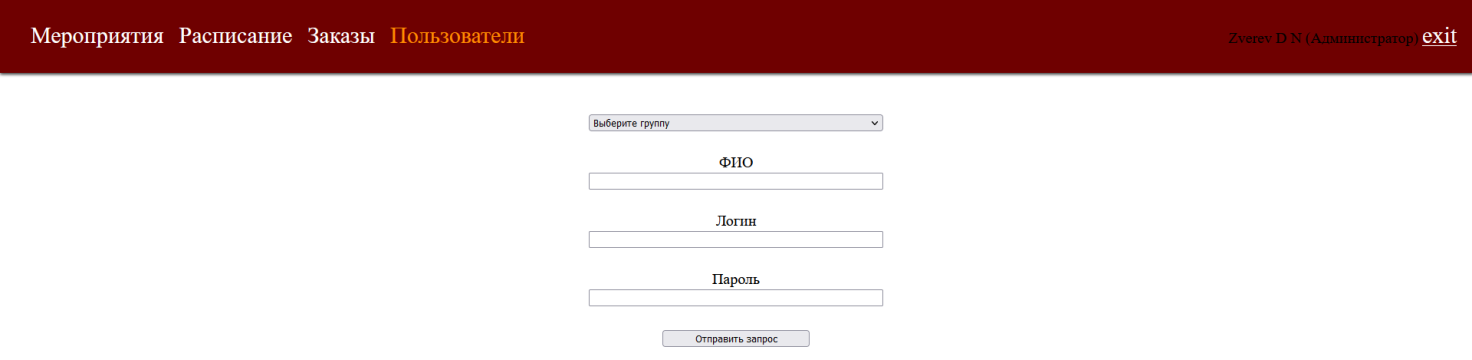 Мероприятия Расписание Заказы Пользователи Zverev D.N (Администратор) exit
Выберите группу
ФИО
Логин
Пароль
Отправить запрос